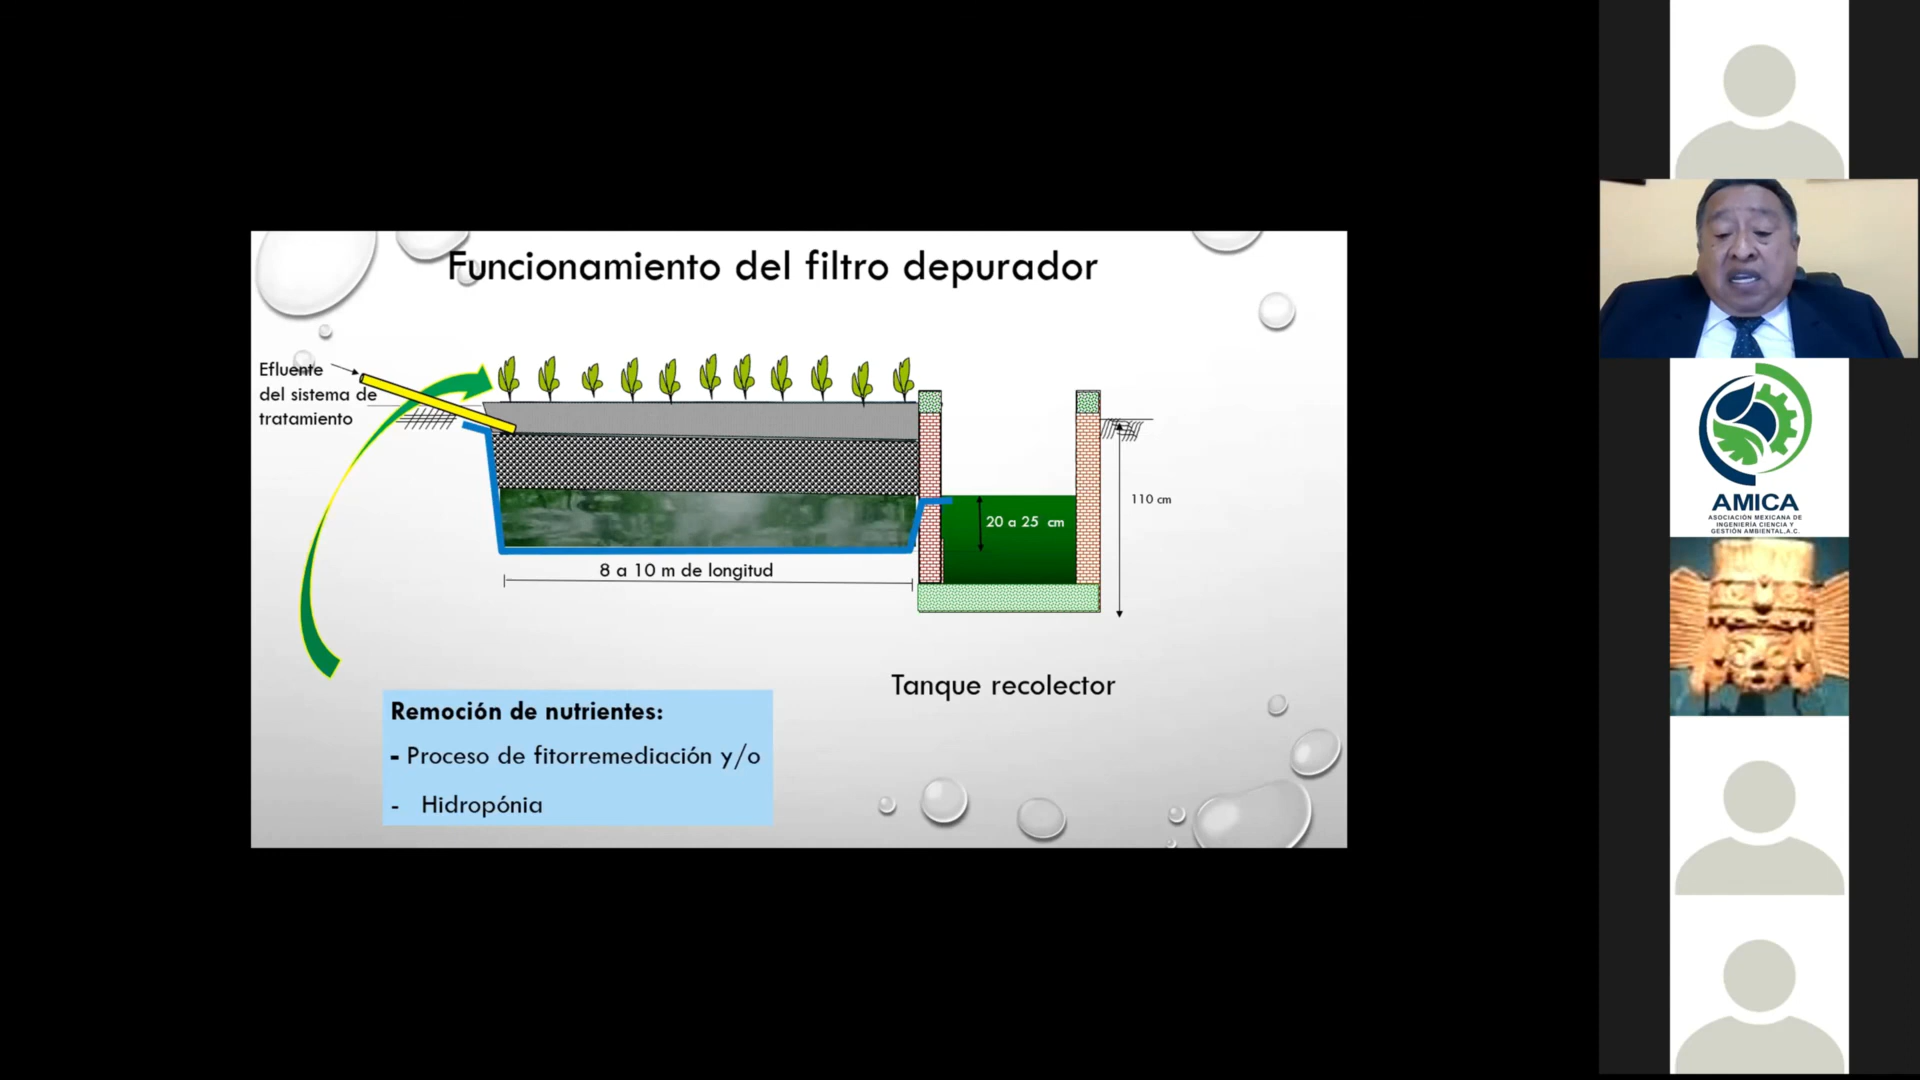 Funcionamiento del filtro depurador
Efluente
del sistema de
tratamiento
110 cm
20 a 25 cm
8 a 10 m de longitud
Tanque recolector
Remoción de nutrientes:
- Proceso de fitorremediación y/o
- Hidropónia
AMICA
ASOCIACIÓN MEXICANA DE
INGENIERÍA CIENCIA Y
GESTIÓN AMBIENTAL,A.C.